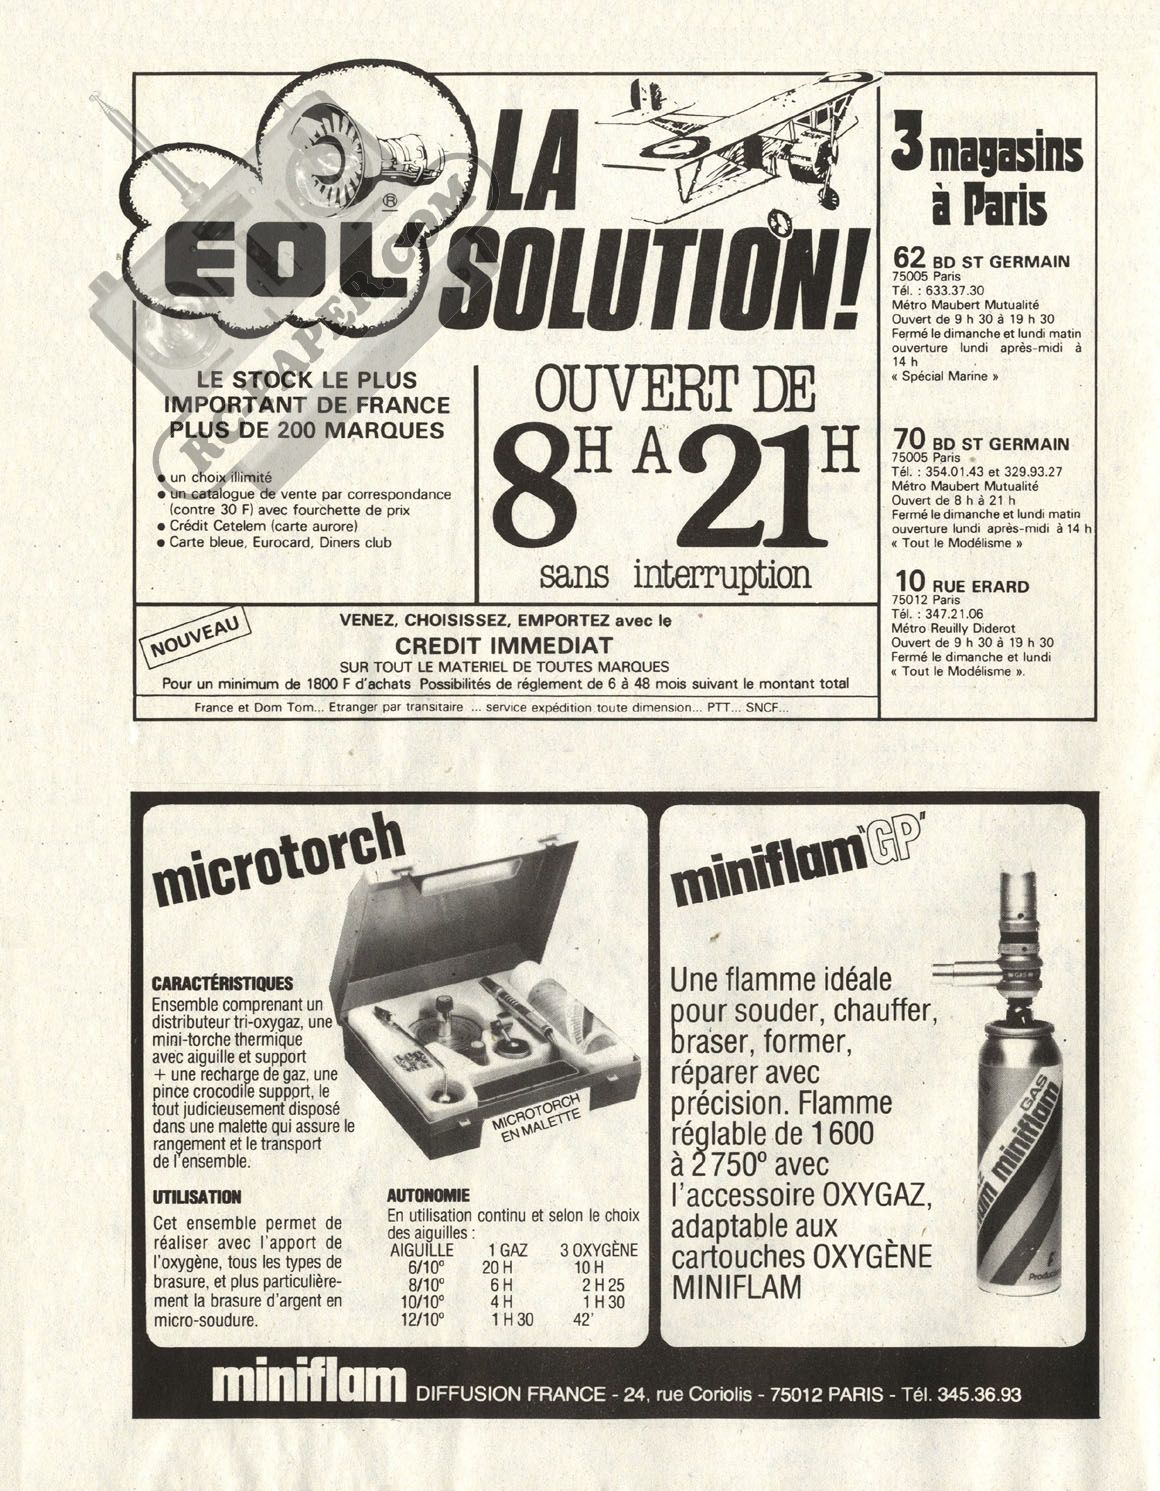 EOL'
®
LA
SOLUTION!
LE STOCK LE PLUS
IMPORTANT DE FRANCE
PLUS DE 200 MARQUES
● un choix illimité
● un catalogue de vente par correspondance
(contre 30 F) avec fourchette de prix
● Crédit Cetelem (carte aurore)
● Carte bleue, Eurocard, Diners club
RC-PAPER.COM
OUVERT DE
8H A 21H
sans interruption
NOUVEAU
VENEZ, CHOISISSEZ, EMPORTEZ avec le
CREDIT IMMEDIAT
SUR TOUT LE MATERIEL DE TOUTES MARQUES
Pour un minimum de 1800 F d'achats Possibilités de réglement de 6 à 48 mois suivant le montant total
France et Dom Tom... Etranger par transitaire ... service expédition toute dimension... PTT... SNCF...
3 magasins
à Paris
62 BD ST GERMAIN
75005 Paris
Tél. : 633.37.30
Métro Maubert Mutualité
Ouvert de 9 h 30 à 19 h 30
Fermé le dimanche et lundi matin
ouverture lundi après-midi à
14 h
« Spécial Marine »
70 BD ST GERMAIN
75005 Paris
Tél. : 354.01.43 et 329.93.27
Métro Maubert Mutualité
Ouvert de 8 h à 21 h
Fermé le dimanche et lundi matin
ouverture lundi après-midi à 14 h
« Tout le Modélisme »
10 RUE ERARD
75012 Paris
Tél. : 347.21.06
Métro Reuilly Diderot
Ouvert de 9 h 30 à 19 h 30
Fermé le dimanche et lundi
« Tout le Modélisme ».
microtorch
CARACTÉRISTIQUES
Ensemble comprenant un
distributeur tri-oxygaz, une
mini-torche thermique
avec aiguille et support
+ une recharge de gaz, une
pince crocodile support, le
tout judicieusement disposé
dans une malette qui assure le
rangement et le transport
de l'ensemble.
MICROTORCH
EN MALETTE
UTILISATION
Cet ensemble permet de
réaliser avec l'apport de
l'oxygène, tous les types de
brasure, et plus particulière-
ment la brasure d'argent en
micro-soudure.
AUTONOMIE
En utilisation continu et selon le choix
des aiguilles :
AIGUILLE 1 GAZ 3 OXYGÈNE
6/10º 20 H 10 H
8/10º 6 H 2 H 25
10/10º 4 H 1 H 30
12/10º 1 H 30 42'
miniflam "GP"
Une flamme idéale
pour souder, chauffer,
braser, former,
réparer avec
précision. Flamme
réglable de 1600
à 2750º avec
l'accessoire OXYGAZ,
adaptable aux
cartouches OXYGÈNE
MINIFLAM
GAS
miniflam
miniflam DIFFUSION FRANCE - 24, rue Coriolis - 75012 PARIS - Tél. 345.36.93